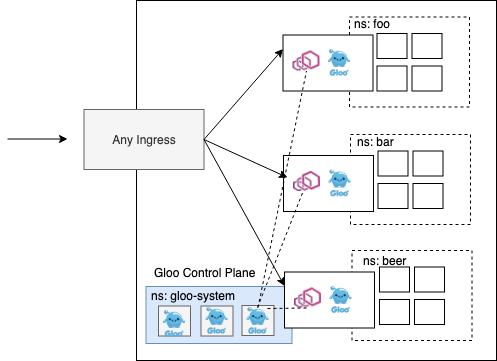 ns: foo
Gloo
Any Ingress
ns: bar
Gloo
ns: beer
Gloo Control Plane
ns: gloo-system
Gloo
Gloo
Gloo
Gloo